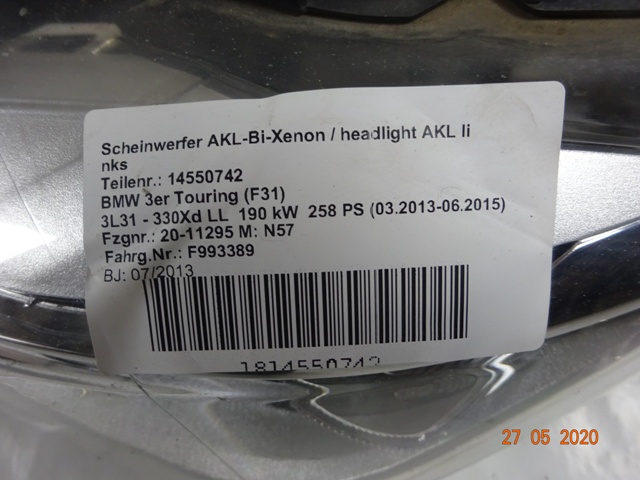 Scheinwerfer AKL-Bi-Xenon / headlight AKL li
nks
Teilenr.: 14550742
BMW 3er Touring (F31)
3L31 - 330Xd LL 190 kW 258 PS (03.2013-06.2015)
Fzgnr.: 20-11295 M: N57
Fahrg.Nr.: F993389
BJ: 07/2013
1814550742
27 05 2020